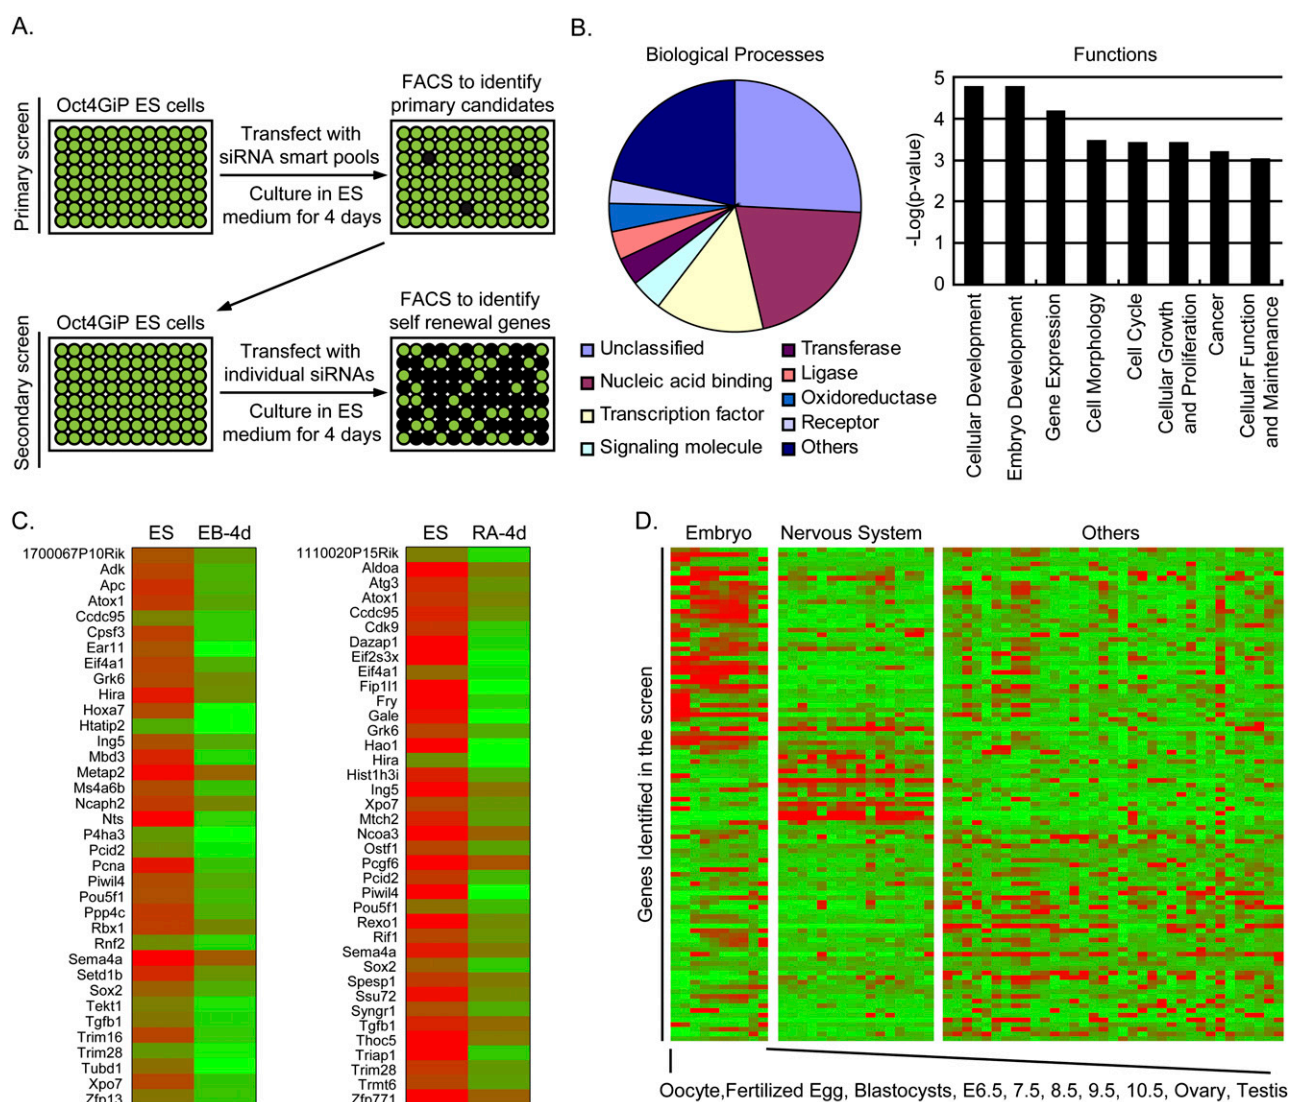 A.
Primary screen
Oct4GiP ES cells
Transfect with
siRNA smart pools
Culture in ES
medium for 4 days
FACS to identify
primary candidates
Secondary screen
Oct4GiP ES cells
Transfect with
individual siRNAs
Culture in ES
medium for 4 days
FACS to identify
self renewal genes
B.
Biological Processes
Unclassified
Nucleic acid binding
Transcription factor
Signaling molecule
Transferase
Ligase
Oxidoreductase
Receptor
Others
Functions
-Log(p-value)
5
4
3
2
1
0
Cellular Development
Embryo Development
Gene Expression
Cell Morphology
Cell Cycle
Cellular Growth
and Proliferation
Cancer
Cellular Function
and Maintenance
C.
ES EB-4d
1700067P10Rik
Adk
Apc
Atox1
Ccdc95
Cpsf3
Ear11
Eif4a1
Grk6
Hira
Hoxa7
Htatip2
Ing5
Mbd3
Metap2
Ms4a6b
Ncaph2
Nts
P4ha3
Pcid2
Pcna
Piwil4
Pou5f1
Ppp4c
Rbx1
Rnf2
Sema4a
Setd1b
Sox2
Tekt1
Tgfb1
Trim16
Trim28
Tubd1
Xpo7
Zfp13
ES RA-4d
1110020P15Rik
Aldoa
Atg3
Atox1
Ccdc95
Cdk9
Dazap1
Eif2s3x
Eif4a1
Fip1l1
Fry
Gale
Grk6
Hao1
Hira
Hist1h3i
Ing5
Xpo7
Mtch2
Ncoa3
Ostf1
Pcgf6
Pcid2
Piwil4
Pou5f1
Rexo1
Rif1
Sema4a
Sox2
Spesp1
Ssu72
Syngr1
Tgfb1
Thoc5
Triap1
Trim28
Trmt6
Zfp771
D.
Embryo Nervous System Others
Genes Identified in the screen
Oocyte,Fertilized Egg, Blastocysts, E6.5, 7.5, 8.5, 9.5, 10.5, Ovary, Testis